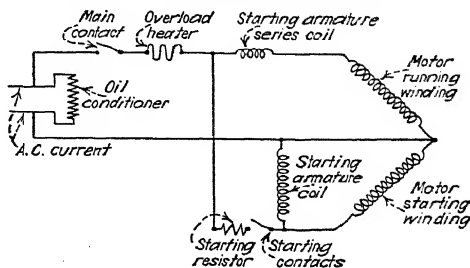 Main
contact
Overload
heater
Starting armature
series coil
Motor
running
winding
Oil
conditioner
A.C. current
Starting
armature
coil
Motor
starting
winding
Starting
resistor
Starting
contacts